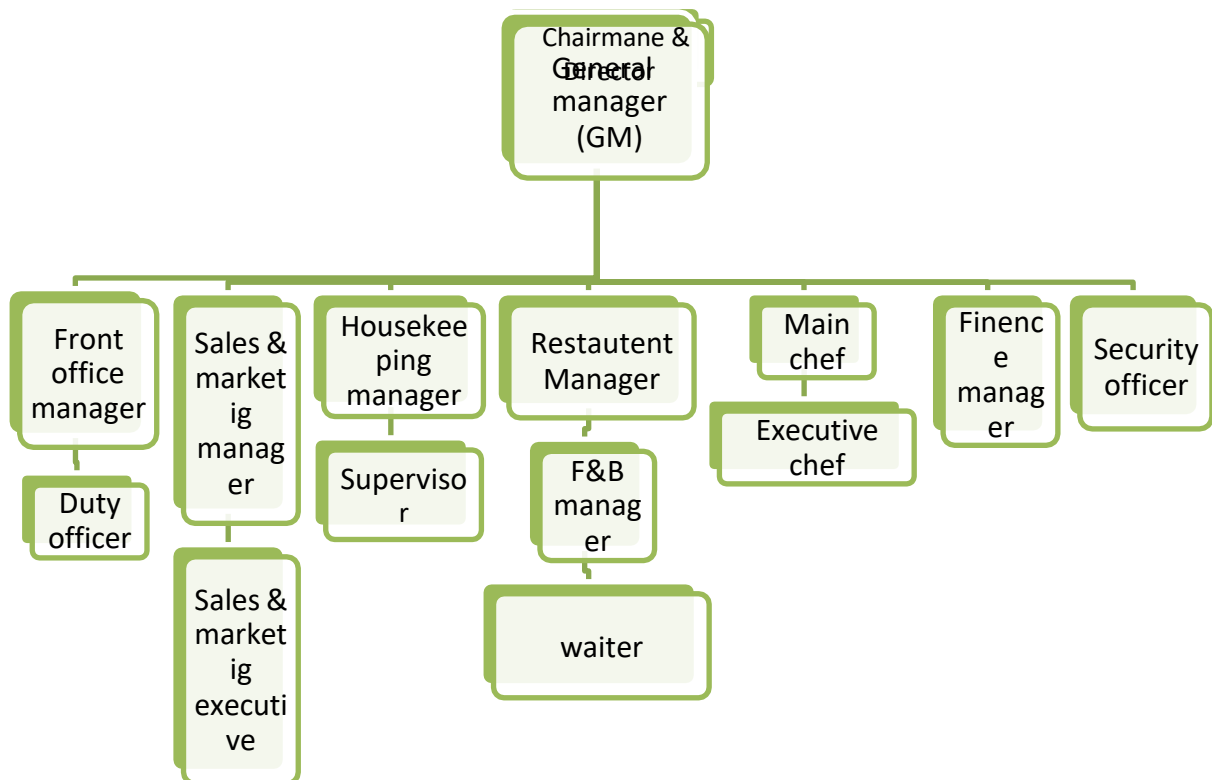 Chairmane &
Director
General
manager
(GM)
Front
office
manager
Duty
officer
Sales &
market
ig
manag
er
Sales &
market
ig
executi
ve
Housekee
ping
manager
Superviso
r
Restautent
Manager
F&B
manag
er
waiter
Main
chef
Executive
chef
Finenc
e
manag
er
Security
officer